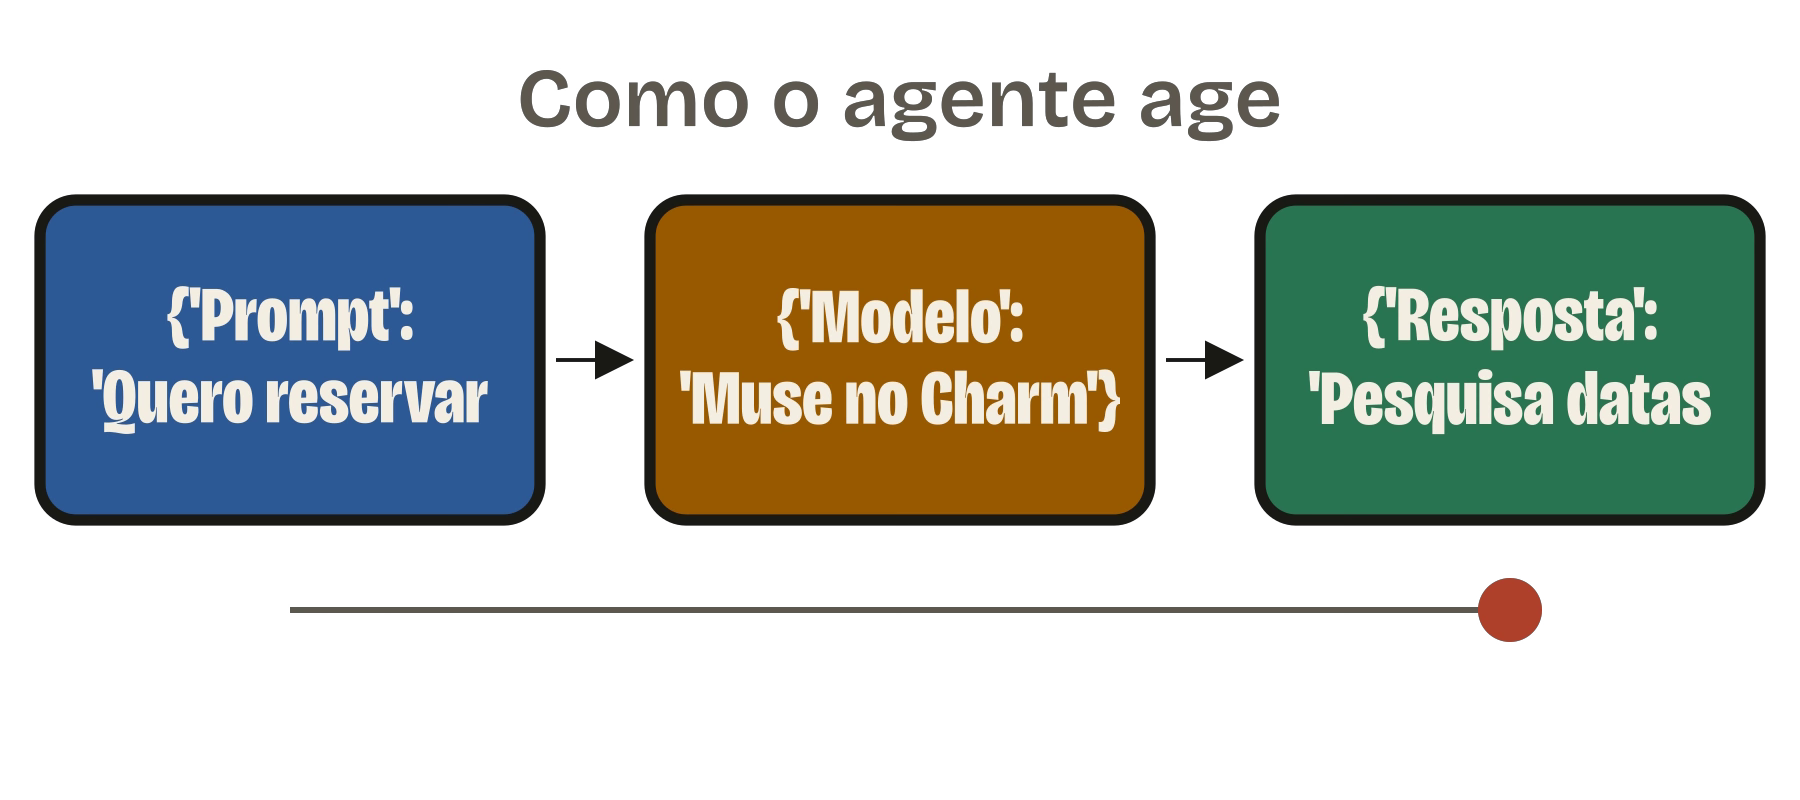 Como o agente age
{'Prompt':
'Quero reservar
{'Modelo':
'Muse no Charm'}
{'Resposta':
'Pesquisa datas